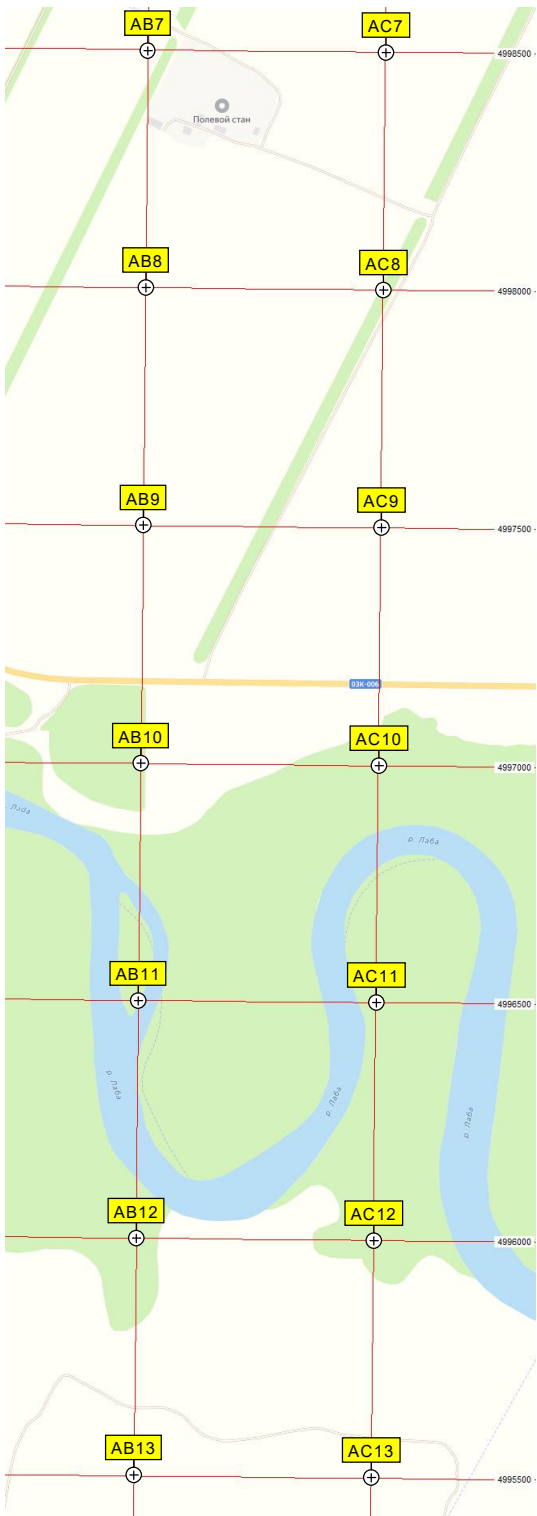 AB7
AC7
4998500
Полевой стан
AB8
AC8
4998000
AB9
AC9
4997500
03К-006
AB10
AC10
4997000
р. Лаба
р. Лаба
AB11
AC11
4996500
р. Лаба
р. Лаба
р. Лаба
AB12
AC12
4996000
AB13
AC13
4995500